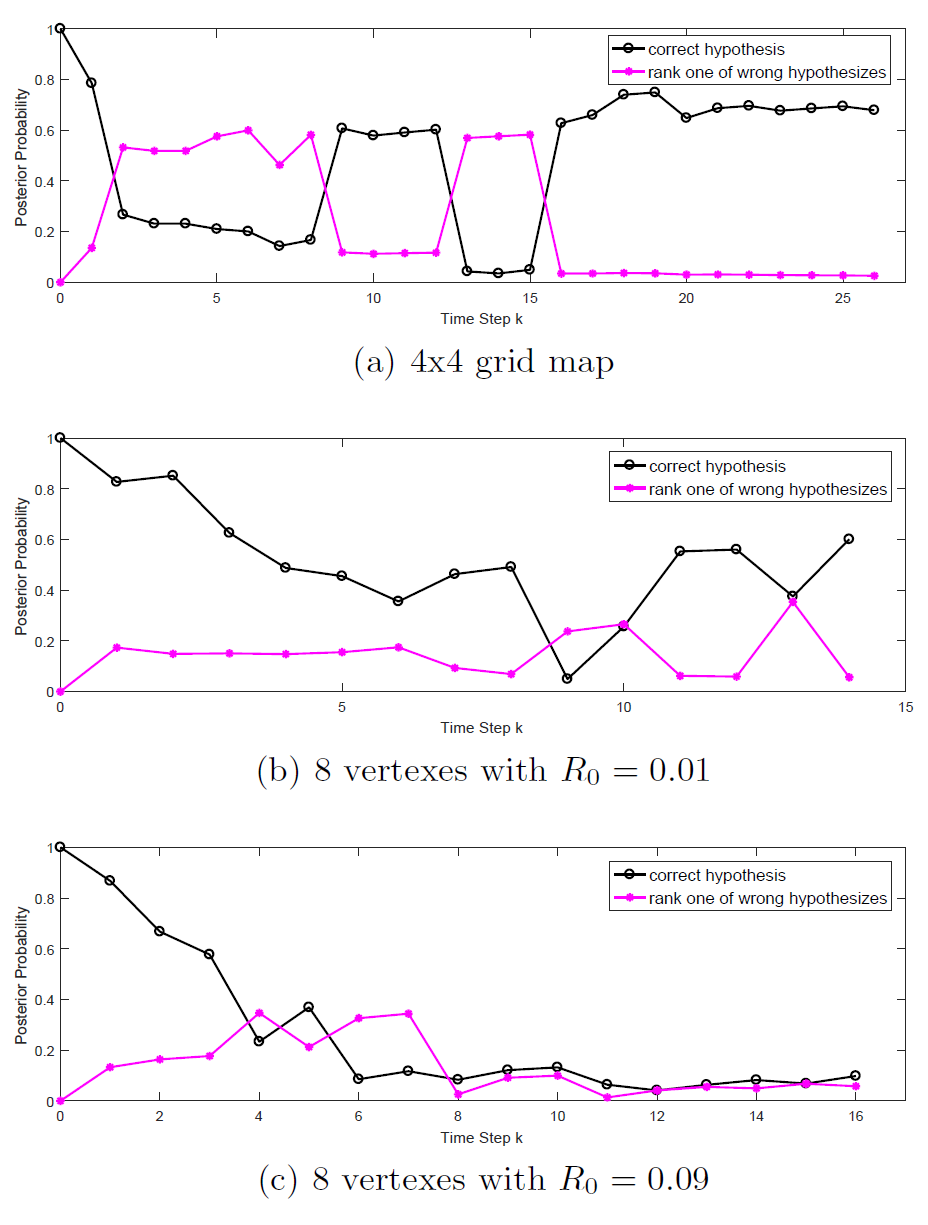 1
0.8
0.6
0.4
0.2
0
Posterior Probability
correct hypothesis
rank one of wrong hypothesizes
0 5 10 15 20 25
Time Step k
(a) 4x4 grid map
1
0.8
0.6
0.4
0.2
0
Posterior Probability
correct hypothesis
rank one of wrong hypothesizes
0 5 10 15
Time Step k
(b) 8 vertexes with R₀ = 0.01
1
0.8
0.6
0.4
0.2
0
Posterior Probability
correct hypothesis
rank one of wrong hypothesizes
0 2 4 6 8 10 12 14 16
Time Step k
(c) 8 vertexes with R₀ = 0.09